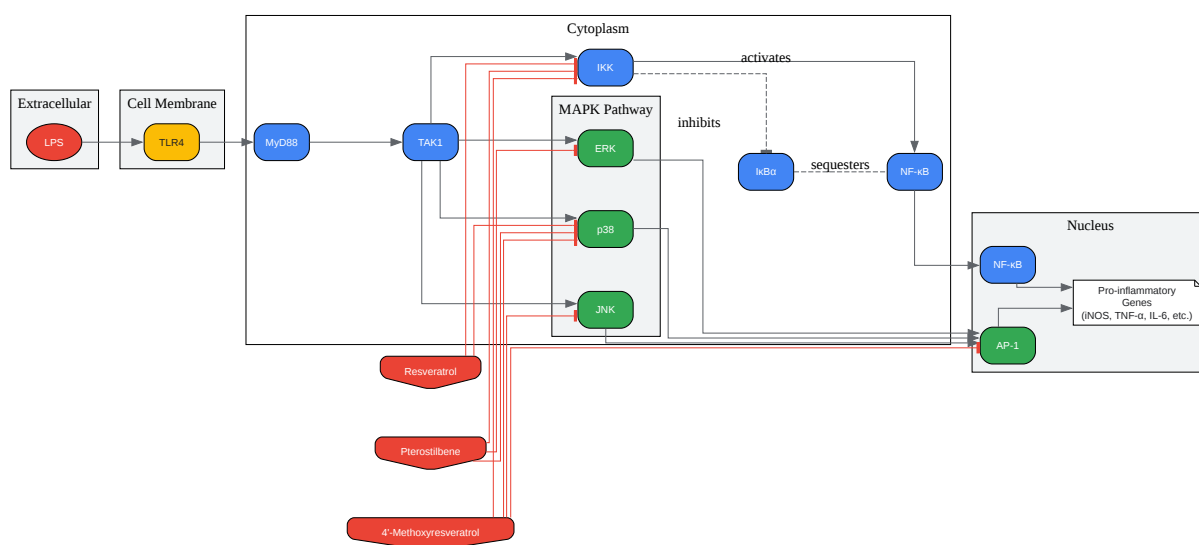 Cytoplasm
activates
IKK
Extracellular
Cell Membrane
MAPK Pathway
inhibits
LPS
TLR4
MyD88
TAK1
ERK
IκBα
sequesters
NF-κB
p38
Nucleus
NF-κB
Pro-inflammatory
Genes
(iNOS, TNF-α, IL-6, etc.)
JNK
AP-1
Resveratrol
Pterostilbene
4'-Methoxyresveratrol